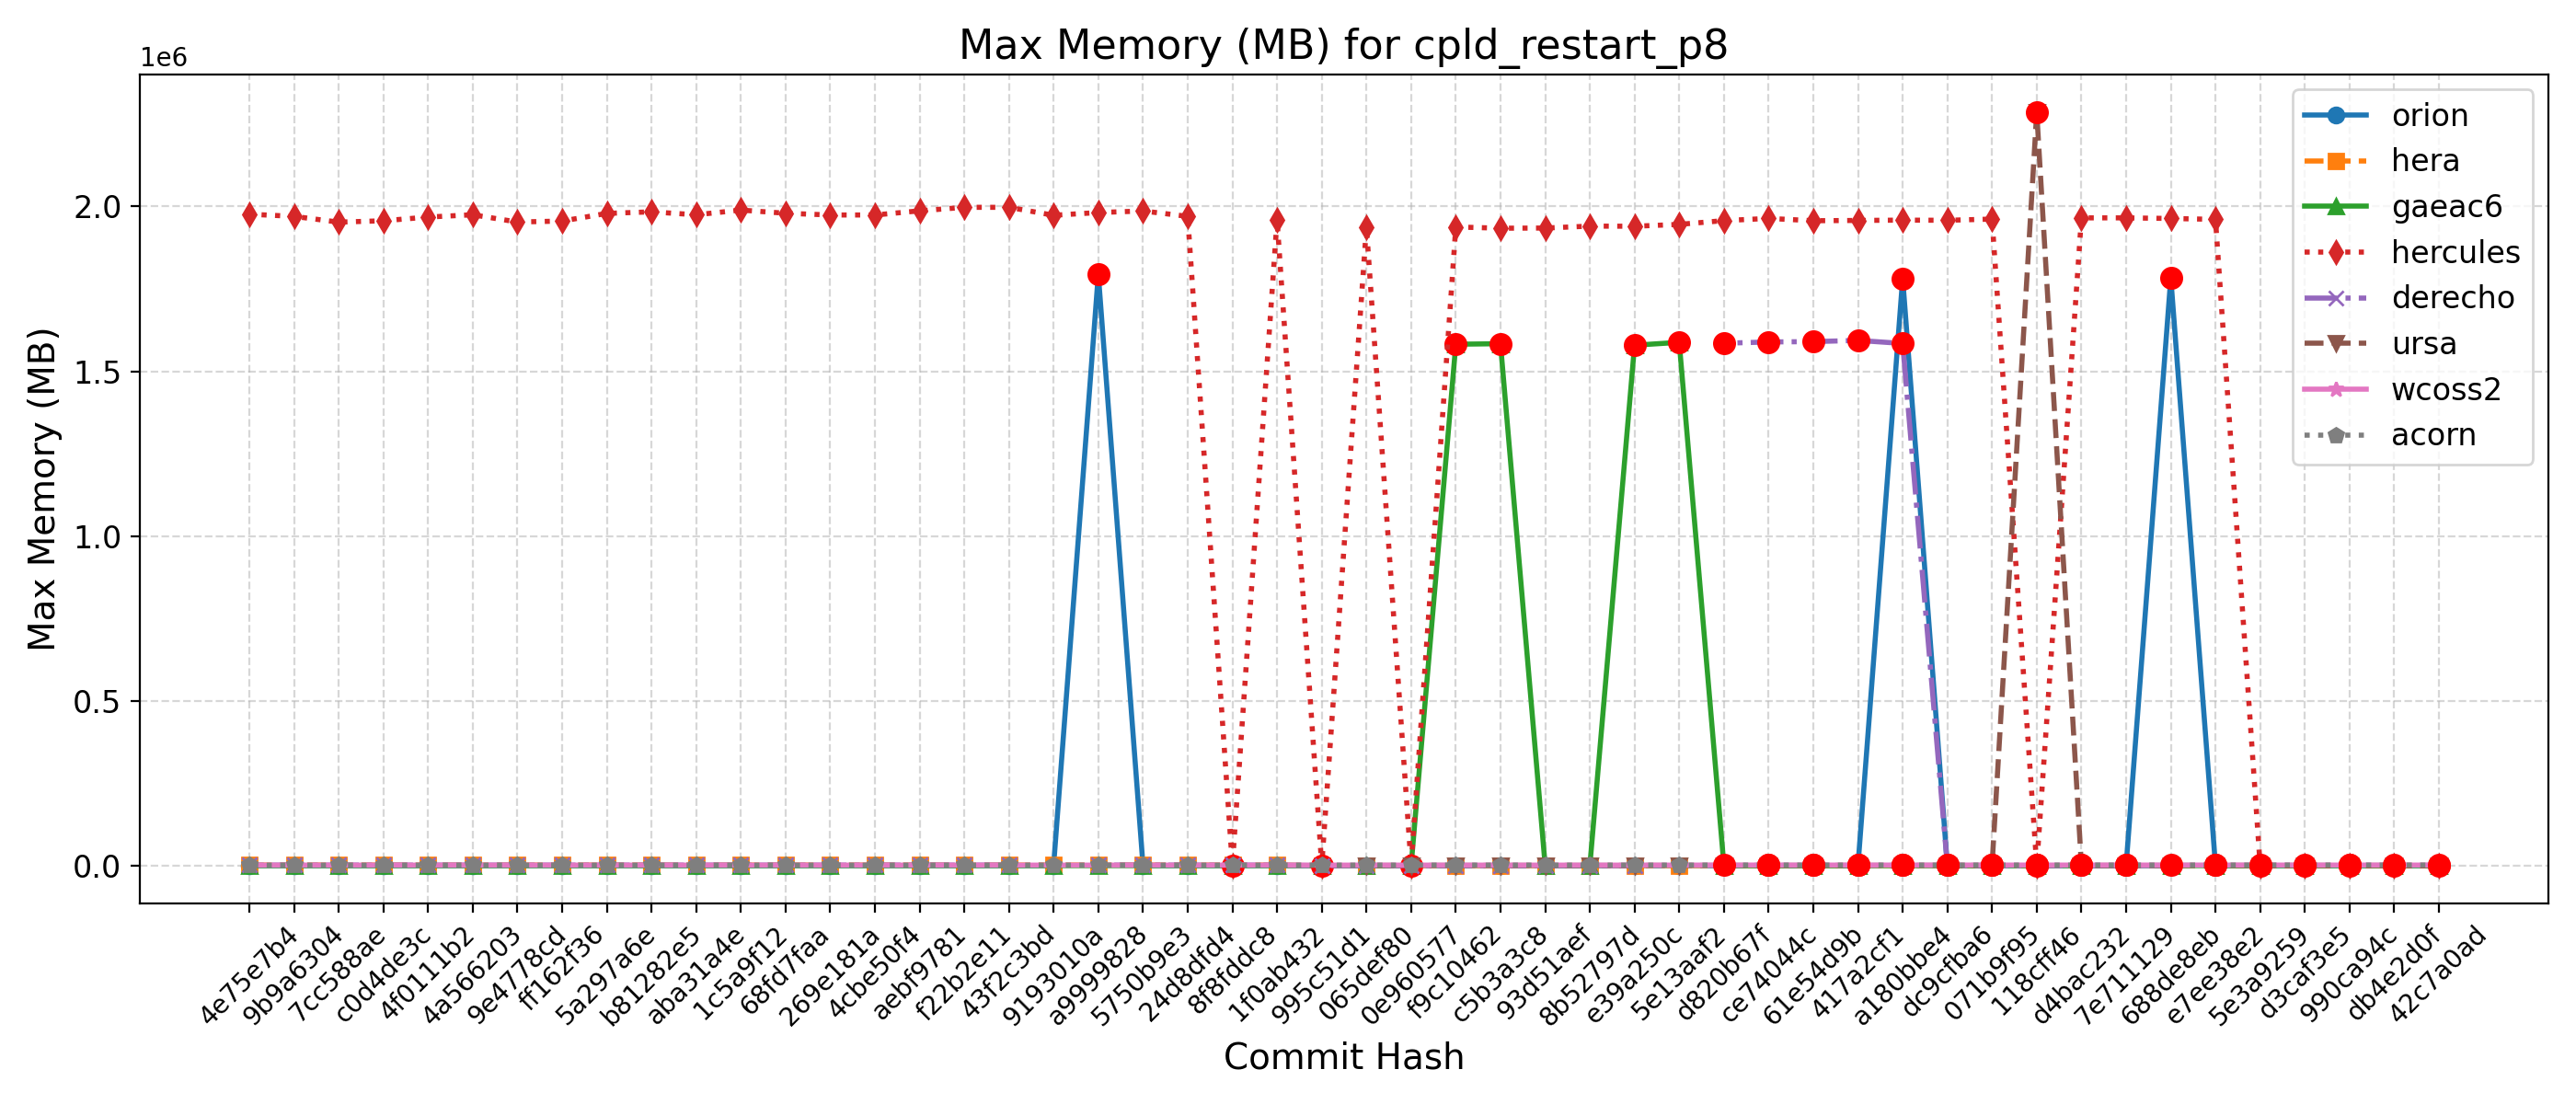 Max Memory (MB) for cpld_restart_p8
1e6
2.0
1.5
1.0
0.5
0.0
Max Memory (MB)
orion
hera
gaeac6
hercules
derecho
ursa
wcoss2
acorn
4e75e7b4
9b9a6304
7cc588ae
c0d4de3c
4f0111b2
4a566203
9e4778cd
ff162f36
5a297a6e
b81282e5
aba31a4e
1c5a9f12
68fd7faa
269e181a
4cbe50f4
aebf9781
f22b2e11
43f2c3bd
9193010a
a9999828
5750b9e3
24d8dfd4
8f8fddc8
1f0ab432
995c51d1
065def80
0e960577
f9c10462
c5b3a3c8
93d51aef
8b52797d
e39a250c
5e13aaf2
d820b67f
ce74044c
61e54d9b
417a2cf1
a180bbe4
dc9cfba6
071b9f95
118cff46
d4bac232
7e711129
688de8eb
e7ee38e2
5e3a9259
d3caf3e5
990ca94c
db4e2d0f
42c7a0ad
Commit Hash